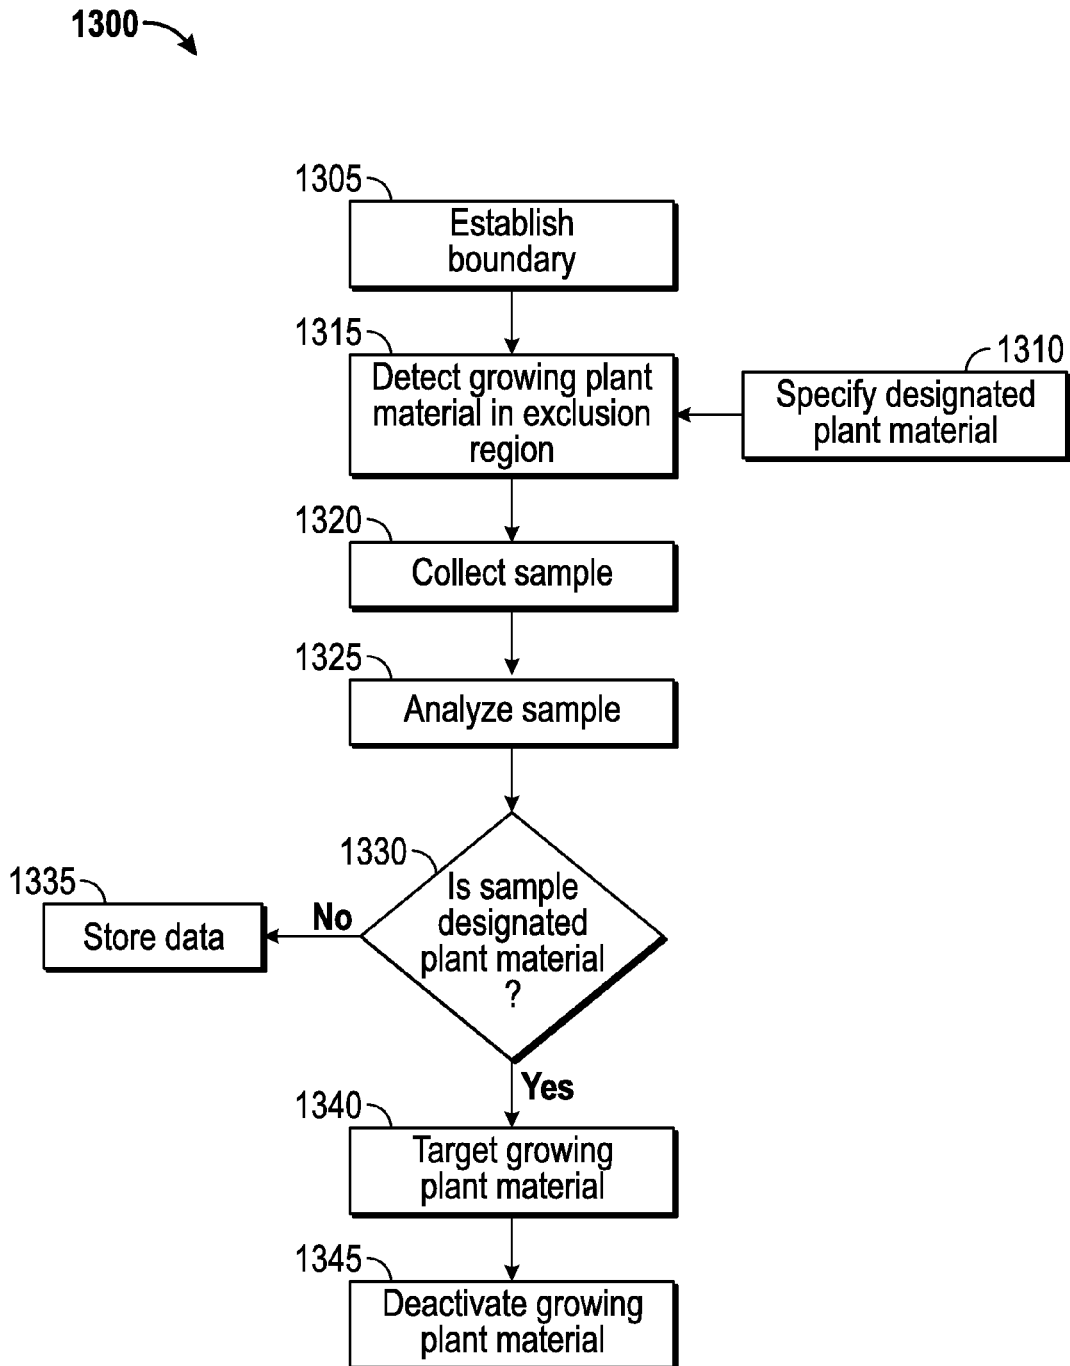 1300
1305
Establish
boundary
1315
Detect growing plant
material in exclusion
region
1310
Specify designated
plant material
1320
Collect sample
1325
Analyze sample
1330
Is sample
designated
plant material
?
No
1335
Store data
Yes
1340
Target growing
plant material
1345
Deactivate growing
plant material